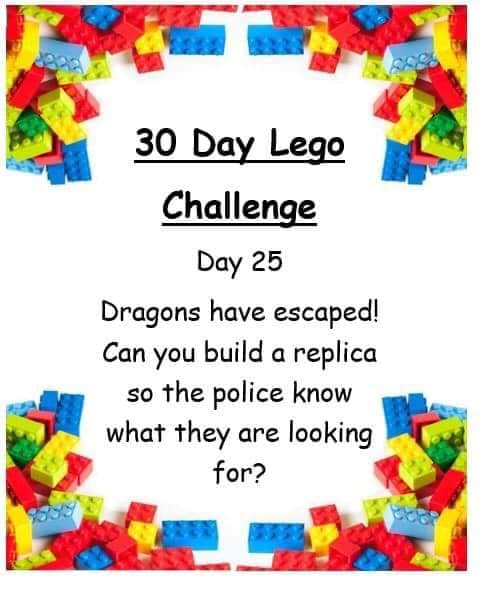 30 Day Lego
Challenge
Day 25
Dragons have escaped!
Can you build a replica
so the police know
what they are looking
for?